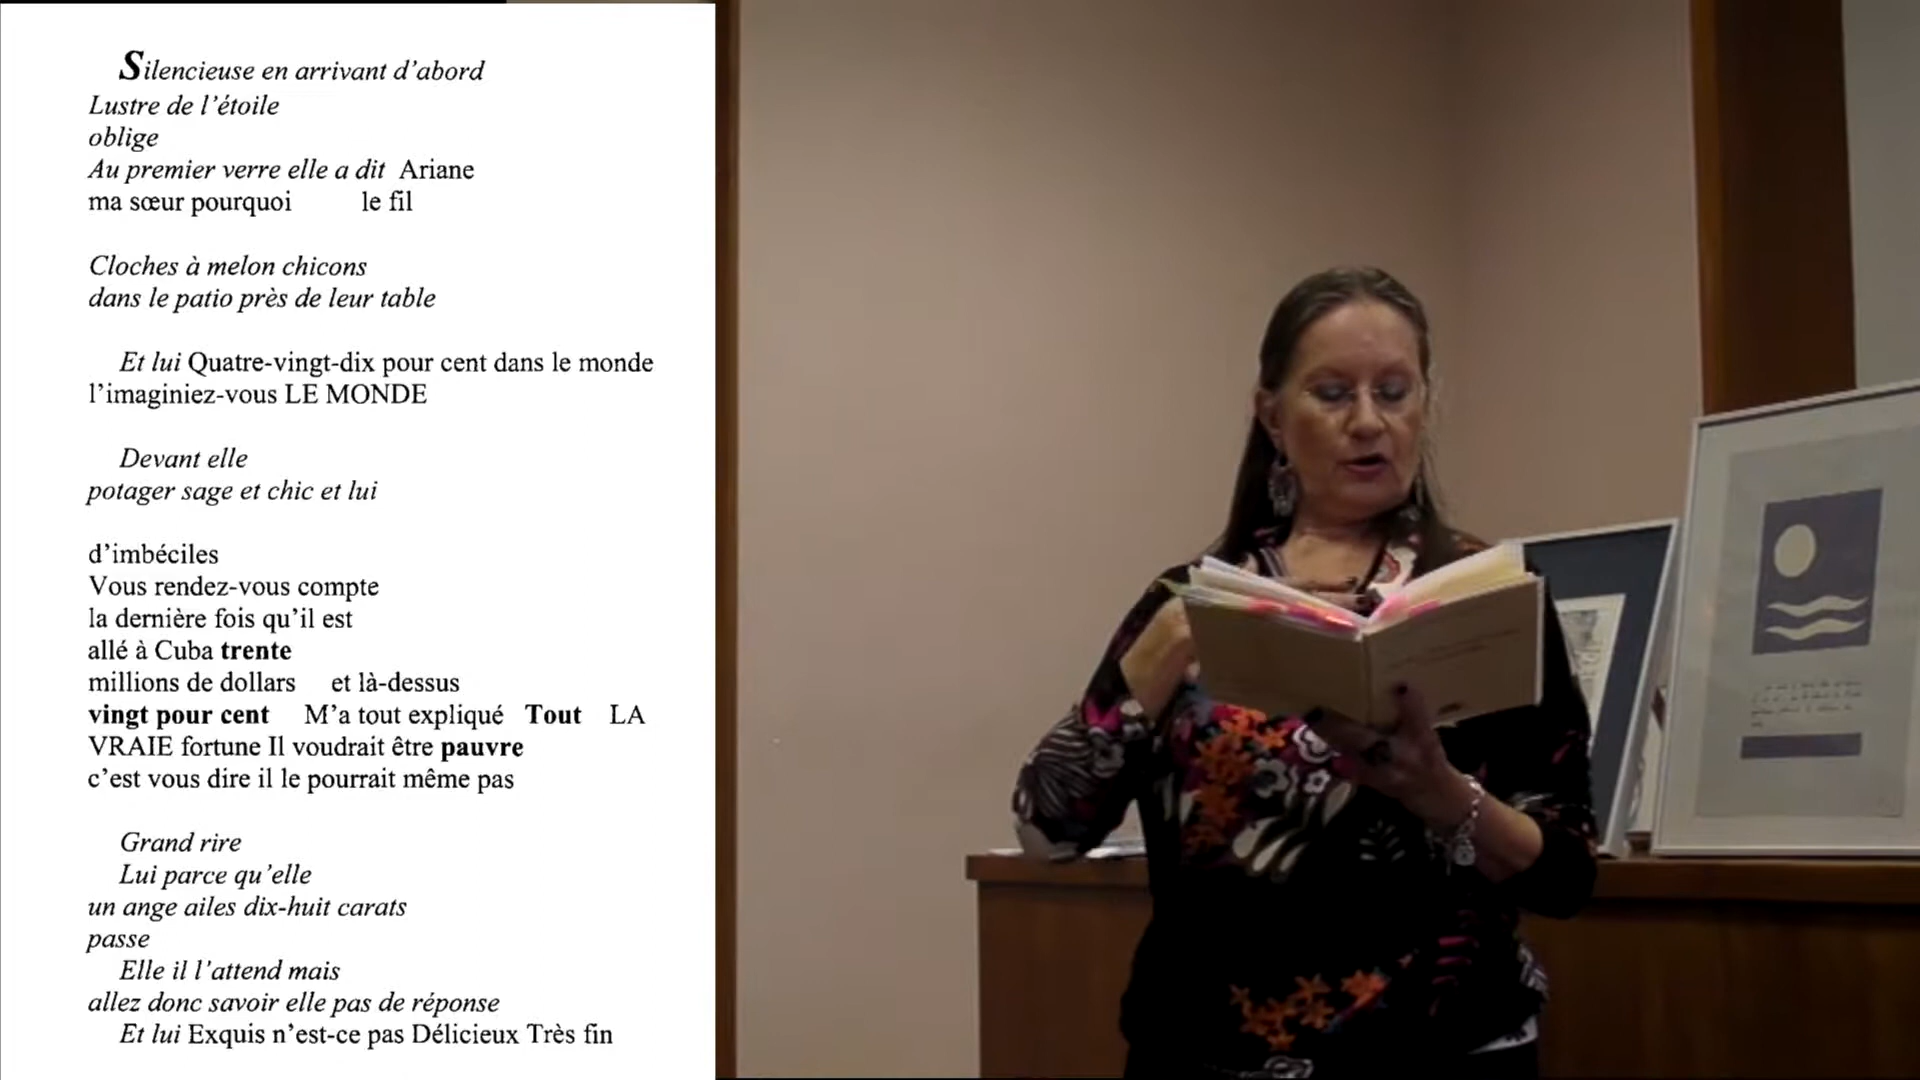 Silencieuse en arrivant d’abord
Lustre de l’étoile
oblige
Au premier verre elle a dit Ariane
ma sœur pourquoi le fil
Cloches à melon chicons
dans le patio près de leur table
Et lui Quatre-vingt-dix pour cent dans le monde
l’imaginiez-vous LE MONDE
Devant elle
potager sage et chic et lui
d’imbéciles
Vous rendez-vous compte
la dernière fois qu’il est
allé à Cuba trente
millions de dollars et là-dessus
vingt pour cent M’a tout expliqué Tout LA
VRAIE fortune Il voudrait être pauvre
c’est vous dire il le pourrait même pas
Grand rire
Lui parce qu’elle
un ange ailes dix-huit carats
passe
Elle il l’attend mais
allez donc savoir elle pas de réponse
Et lui Exquis n’est-ce pas Délicieux Très fin